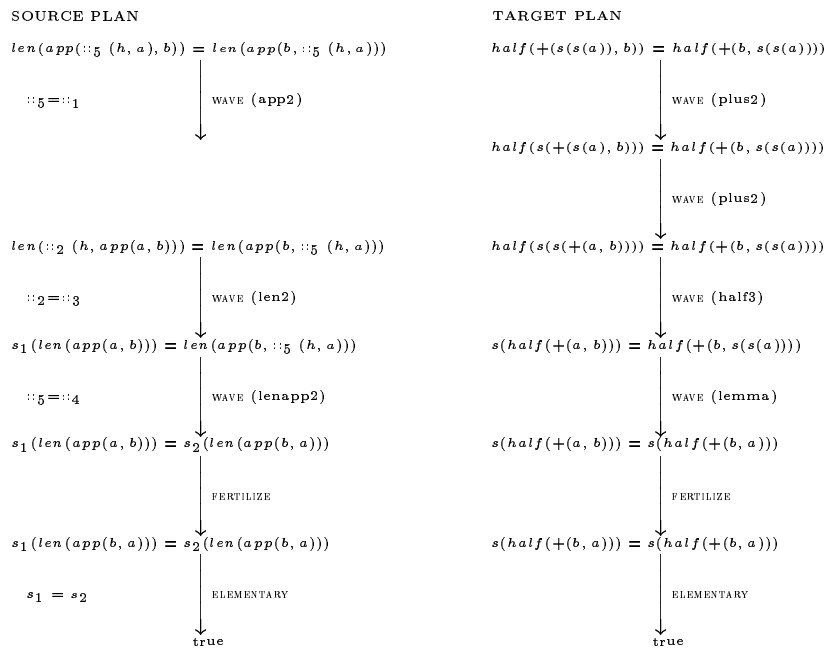 SOURCE PLAN
TARGET PLAN
len(app(::₅ (h, a), b)) = len(app(b, ::₅ (h, a)))
half(+(s(s(a)), b)) = half(+(b, s(s(a))))
::₅=::₁
WAVE (app2)
WAVE (plus2)
half(s(+(s(a), b))) = half(+(b, s(s(a))))
WAVE (plus2)
len(::₂ (h, app(a, b))) = len(app(b, ::₅ (h, a)))
half(s(s(+(a, b)))) = half(+(b, s(s(a))))
::₂=::₃
WAVE (len2)
WAVE (half3)
s₁(len(app(a, b))) = len(app(b, ::₅ (h, a)))
s(half(+(a, b))) = half(+(b, s(s(a))))
::₅=::₄
WAVE (lenapp2)
WAVE (lemma)
s₁(len(app(a, b))) = s₂(len(app(b, a)))
s(half(+(a, b))) = s(half(+(b, a)))
FERTILIZE
FERTILIZE
s₁(len(app(b, a))) = s₂(len(app(b, a)))
s(half(+(b, a))) = s(half(+(b, a)))
s₁ = s₂
ELEMENTARY
ELEMENTARY
true
true